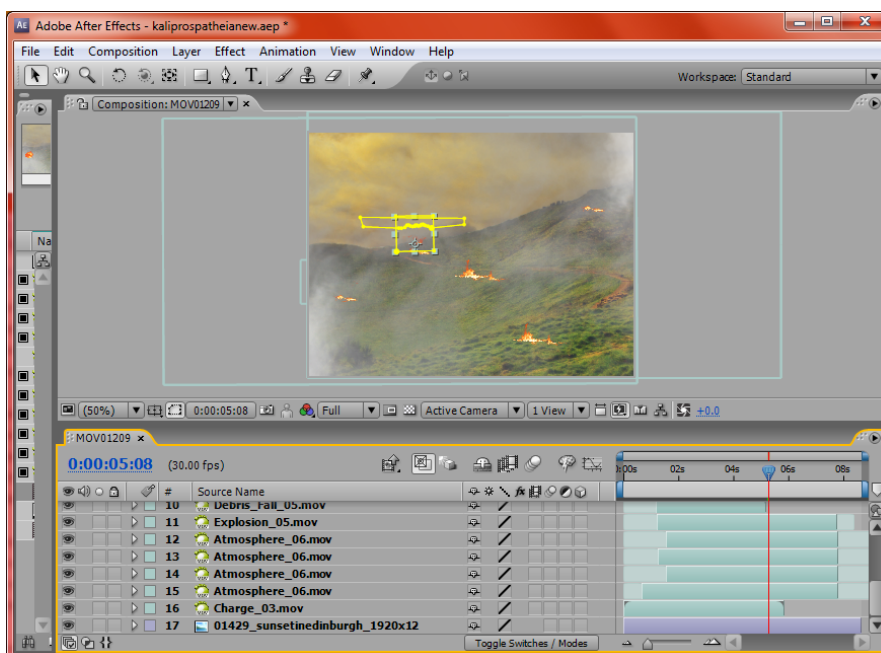 AE Adobe After Effects - kaliprospatheianew.aep *
File Edit Composition Layer Effect Animation View Window Help
T
Workspace: Standard
Composition: MOV01209
Na
(50%) 0:00:05:08 Full Active Camera 1 View +0.0
MOV01209
0:00:05:08 (30.00 fps)
:00s 02s 04s 06s 08s
# Source Name
fx
10 Debris_Fall_05.mov
11 Explosion_05.mov
12 Atmosphere_06.mov
13 Atmosphere_06.mov
14 Atmosphere_06.mov
15 Atmosphere_06.mov
16 Charge_03.mov
17 01429_sunsetinedinburgh_1920x12
Toggle Switches / Modes